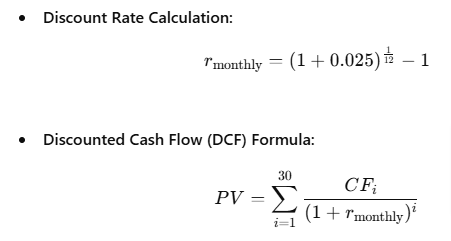 • Discount Rate Calculation:
r_monthly = (1 + 0.025)^{1/12} − 1
• Discounted Cash Flow (DCF) Formula:
PV = ∑_{i=1}^{30} CF_i / (1 + r_monthly)^i